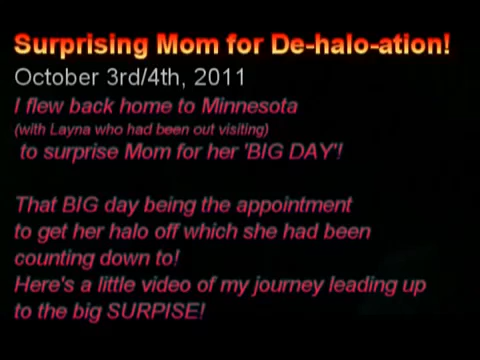 Surprising Mom for De-halo-ation!
October 3rd/4th, 2011
I flew back home to Minnesota
(with Layna who had been out visiting)
to surprise Mom for her 'BIG DAY'!
That BIG day being the appointment
to get her halo off which she had been
counting down to!
Here's a little video of my journey leading up
to the big SURPISE!